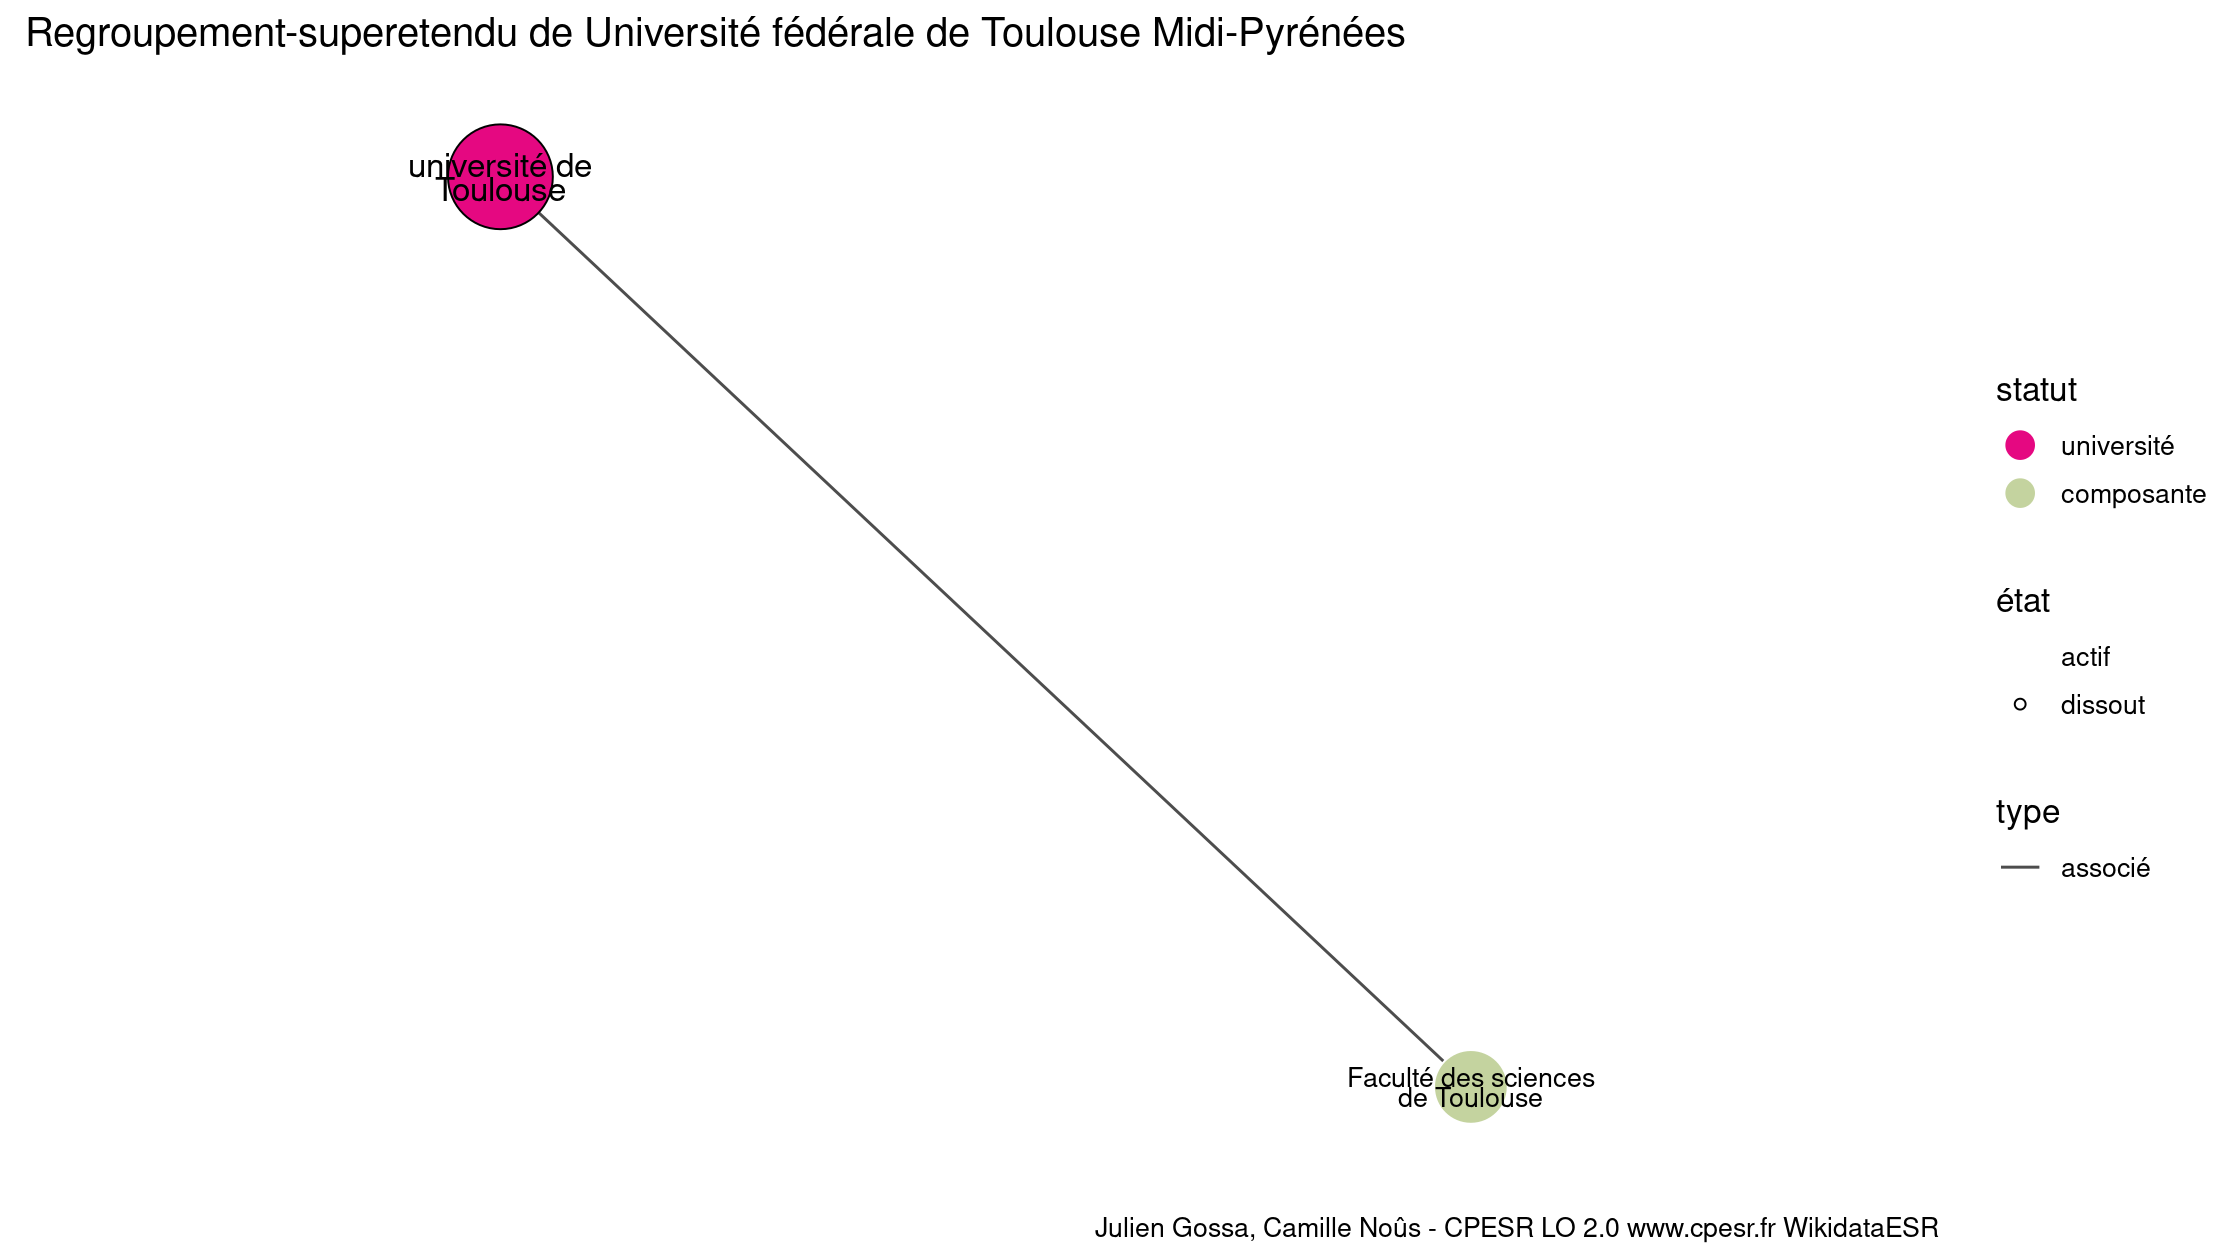 Regroupement-superetendu de Université fédérale de Toulouse Midi-Pyrénées
université de
Toulouse
Faculté des sciences
de Toulouse
statut
université
composante
état
actif
dissout
type
associé
Julien Gossa, Camille Noûs - CPESR LO 2.0 www.cpesr.fr WikidataESR